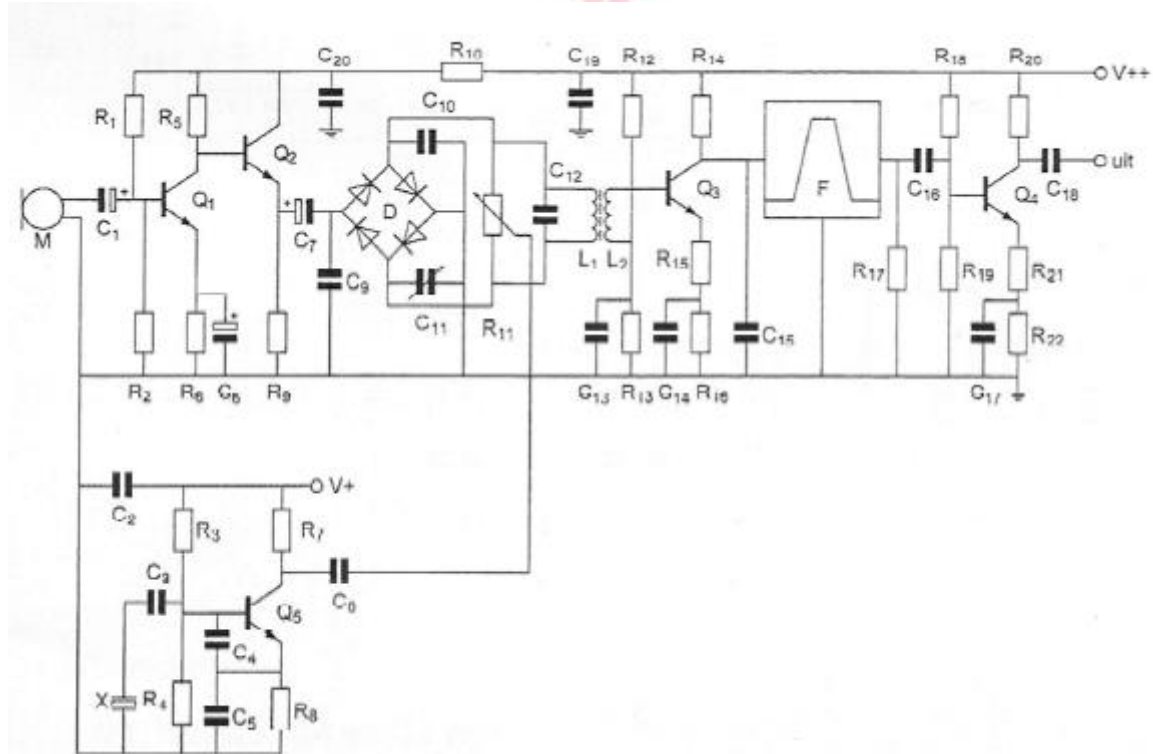 C20 R10 C19 R12 R14 R18 R20
V++
R1 R5 C10
Q2 C12 C16 C18 uit
Q1 D Q3 F Q4
M C1 C7
C9 L1 L2 R15 R17 R19 R21
C11 R11 C15 R22
R2 R6 C6 R9 C13 R13 C14 R16 C17
C2 V+
R3 R7
C3 C8
Q5
C4
X R4 C5 R8